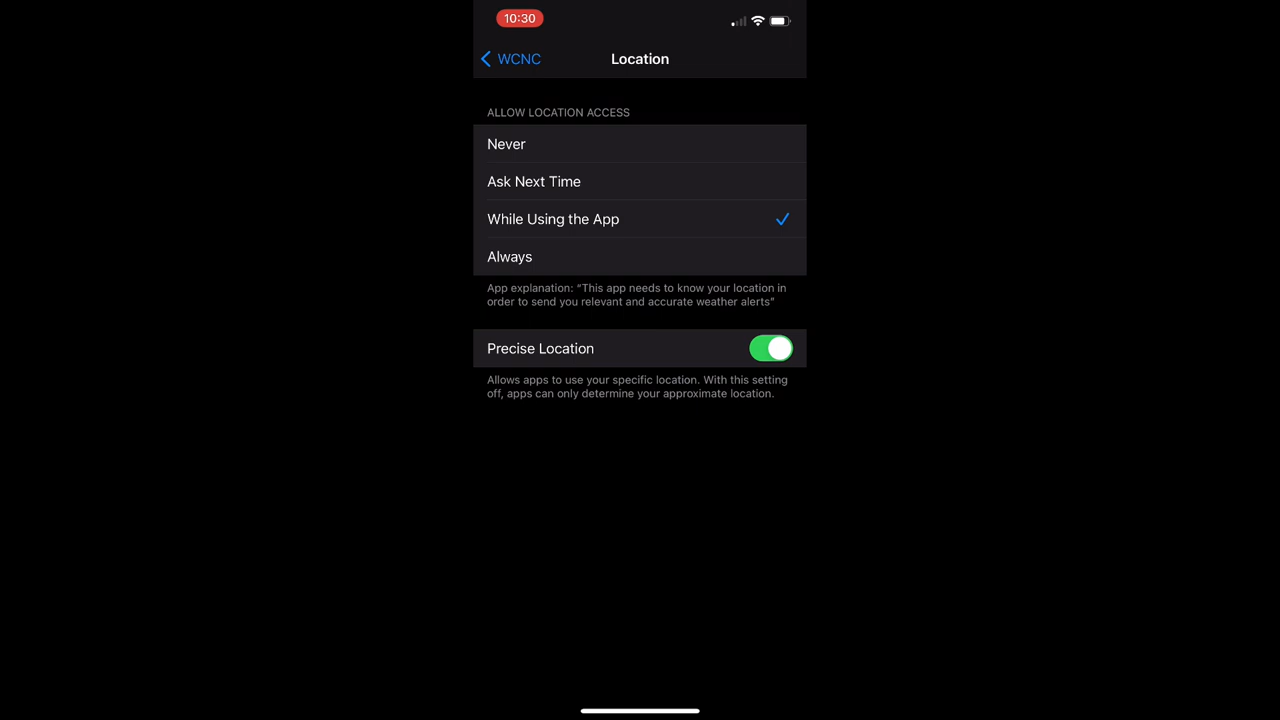 10:30
WCNC
Location
ALLOW LOCATION ACCESS
Never
Ask Next Time
While Using the App
Always
App explanation: “This app needs to know your location in
order to send you relevant and accurate weather alerts”
Precise Location
Allows apps to use your specific location. With this setting
off, apps can only determine your approximate location.